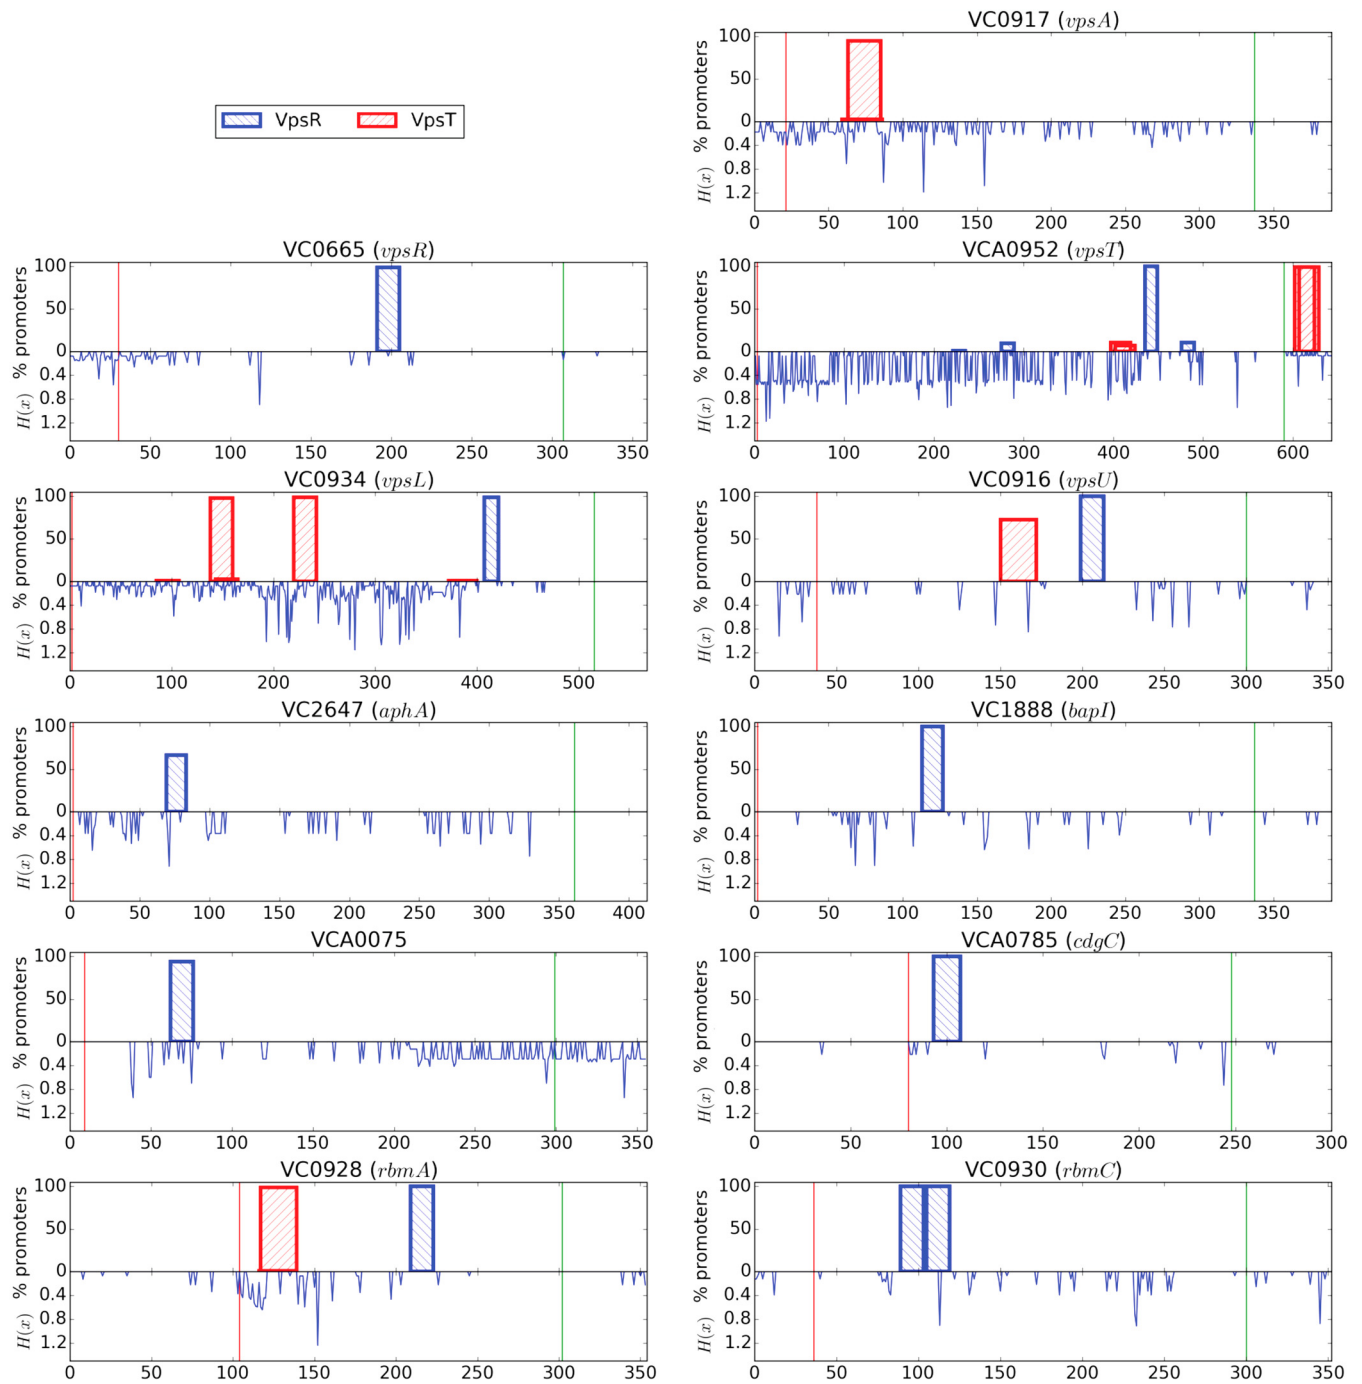 VC0917 (vpsA)
100
50
0
0.4
0.8
1.2
% promoters
H(x)
0 50 100 150 200 250 300 350
VpsR VpsT
VC0665 (vpsR)
100
50
0
0.4
0.8
1.2
% promoters
H(x)
0 50 100 150 200 250 300 350
VCA0952 (vpsT)
100
50
0
0.4
0.8
1.2
% promoters
H(x)
0 100 200 300 400 500 600
VC0934 (vpsL)
100
50
0
0.4
0.8
1.2
% promoters
H(x)
0 100 200 300 400 500
VC0916 (vpsU)
100
50
0
0.4
0.8
1.2
% promoters
H(x)
0 50 100 150 200 250 300 350
VC2647 (aphA)
100
50
0
0.4
0.8
1.2
% promoters
H(x)
0 50 100 150 200 250 300 350 400
VC1888 (bapI)
100
50
0
0.4
0.8
1.2
% promoters
H(x)
0 50 100 150 200 250 300 350
VCA0075
100
50
0
0.4
0.8
1.2
% promoters
H(x)
0 50 100 150 200 250 300 350
VCA0785 (cdgC)
100
50
0
0.4
0.8
1.2
% promoters
H(x)
0 50 100 150 200 250 300
VC0928 (rbmA)
100
50
0
0.4
0.8
1.2
% promoters
H(x)
0 50 100 150 200 250 300 350
VC0930 (rbmC)
100
50
0
0.4
0.8
1.2
% promoters
H(x)
0 50 100 150 200 250 300 350